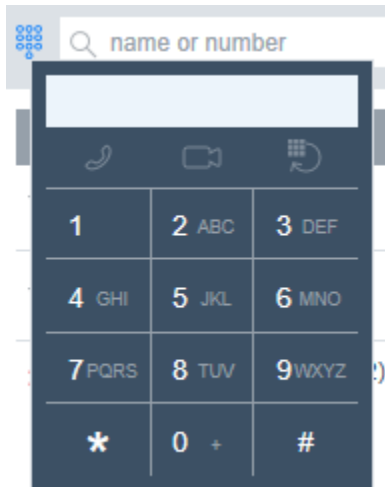 name or number
1 2 ABC 3 DEF
4 GHI 5 JKL 6 MNO
7 PQRS 8 TUV 9 WXYZ
* 0 + #